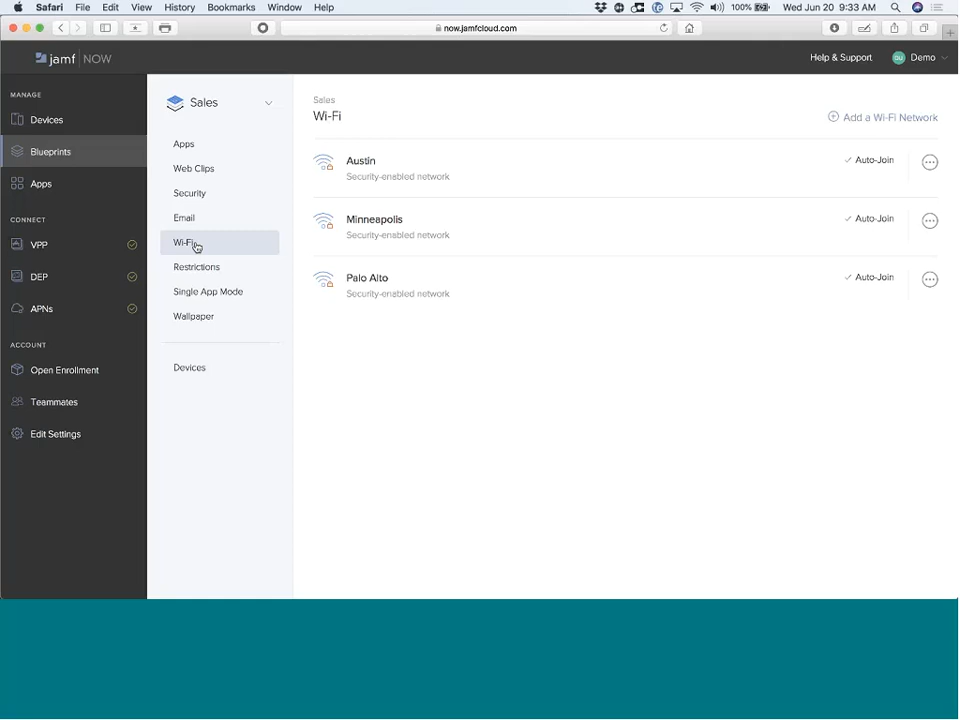 Safari File Edit View History Bookmarks Window Help 100% Wed Jun 20 9:33 AM
now.jamfcloud.com
jamf NOW Help & Support DU Demo
MANAGE
Devices
Blueprints
Apps
CONNECT
VPP
DEP
APNs
ACCOUNT
Open Enrollment
Teammates
Edit Settings
Sales
Apps
Web Clips
Security
Email
Wi-Fi
Restrictions
Single App Mode
Wallpaper
Devices
Sales
Wi-Fi
Add a Wi-Fi Network
Austin
Security-enabled network
Auto-Join
Minneapolis
Security-enabled network
Auto-Join
Palo Alto
Security-enabled network
Auto-Join